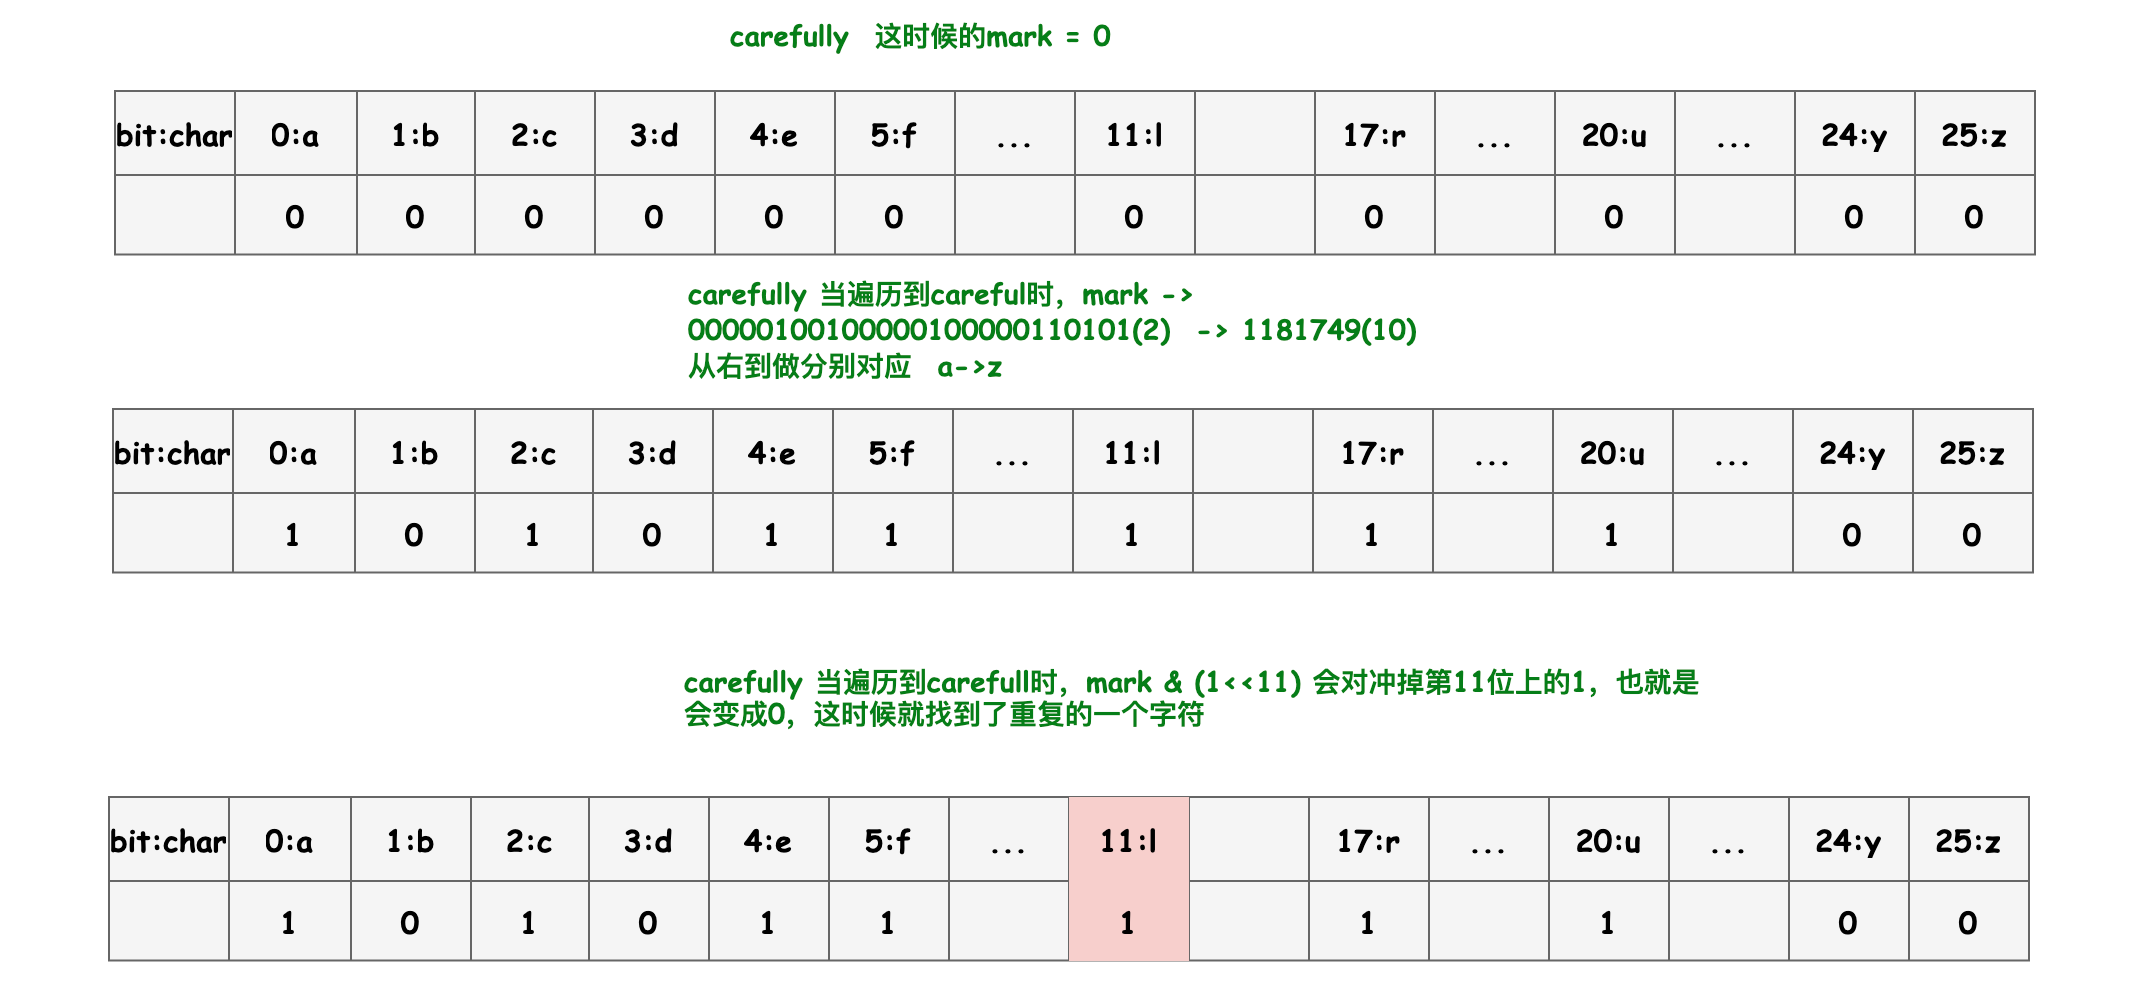 carefully 这时候的mark = 0
bit:char 0:a 1:b 2:c 3:d 4:e 5:f ... 11:l 17:r ... 20:u ... 24:y 25:z
0 0 0 0 0 0 0 0 0 0 0
carefully 当遍历到careful时，mark ->
00000100100000100000110101(2) -> 1181749(10)
从右到做分别对应 a->z
bit:char 0:a 1:b 2:c 3:d 4:e 5:f ... 11:l 17:r ... 20:u ... 24:y 25:z
1 0 1 0 1 1 1 1 1 0 0
carefully 当遍历到carefull时，mark & (1<<11) 会对冲掉第11位上的1，也就是
会变成0，这时候就找到了重复的一个字符
bit:char 0:a 1:b 2:c 3:d 4:e 5:f ... 11:l 17:r ... 20:u ... 24:y 25:z
1 0 1 0 1 1 1 1 1 0 0